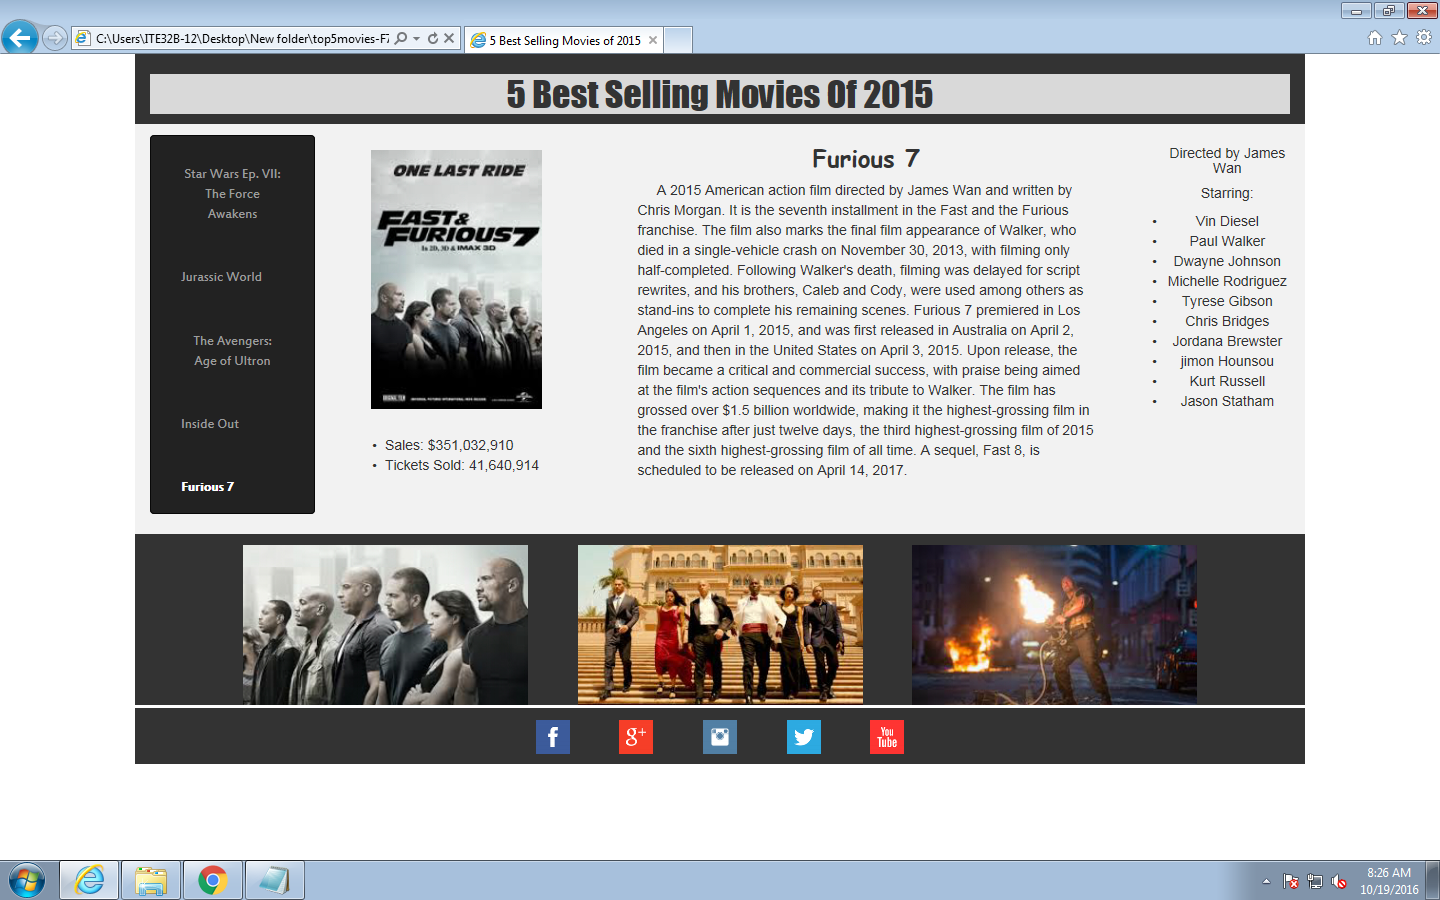 C:\Users\ITE32B-12\Desktop\New folder\top5movies-F7
5 Best Selling Movies of 2015
5 Best Selling Movies Of 2015
Star Wars Ep. VII:
The Force
Awakens
Jurassic World
The Avengers:
Age of Ultron
Inside Out
Furious 7
ONE LAST RIDE
FAST &
FURIOUS 7
In 2D, 3D & IMAX 3D
• Sales: $351,032,910
• Tickets Sold: 41,640,914
Furious 7
A 2015 American action film directed by James Wan and written by
Chris Morgan. It is the seventh installment in the Fast and the Furious
franchise. The film also marks the final film appearance of Walker, who
died in a single-vehicle crash on November 30, 2013, with filming only
half-completed. Following Walker's death, filming was delayed for script
rewrites, and his brothers, Caleb and Cody, were used among others as
stand-ins to complete his remaining scenes. Furious 7 premiered in Los
Angeles on April 1, 2015, and was first released in Australia on April 2,
2015, and then in the United States on April 3, 2015. Upon release, the
film became a critical and commercial success, with praise being aimed
at the film's action sequences and its tribute to Walker. The film has
grossed over $1.5 billion worldwide, making it the highest-grossing film in
the franchise after just twelve days, the third highest-grossing film of 2015
and the sixth highest-grossing film of all time. A sequel, Fast 8, is
scheduled to be released on April 14, 2017.
Directed by James
Wan
Starring:
• Vin Diesel
• Paul Walker
• Dwayne Johnson
• Michelle Rodriguez
• Tyrese Gibson
• Chris Bridges
• Jordana Brewster
• jimon Hounsou
• Kurt Russell
• Jason Statham
f
g+
You
Tube
8:26 AM
10/19/2016